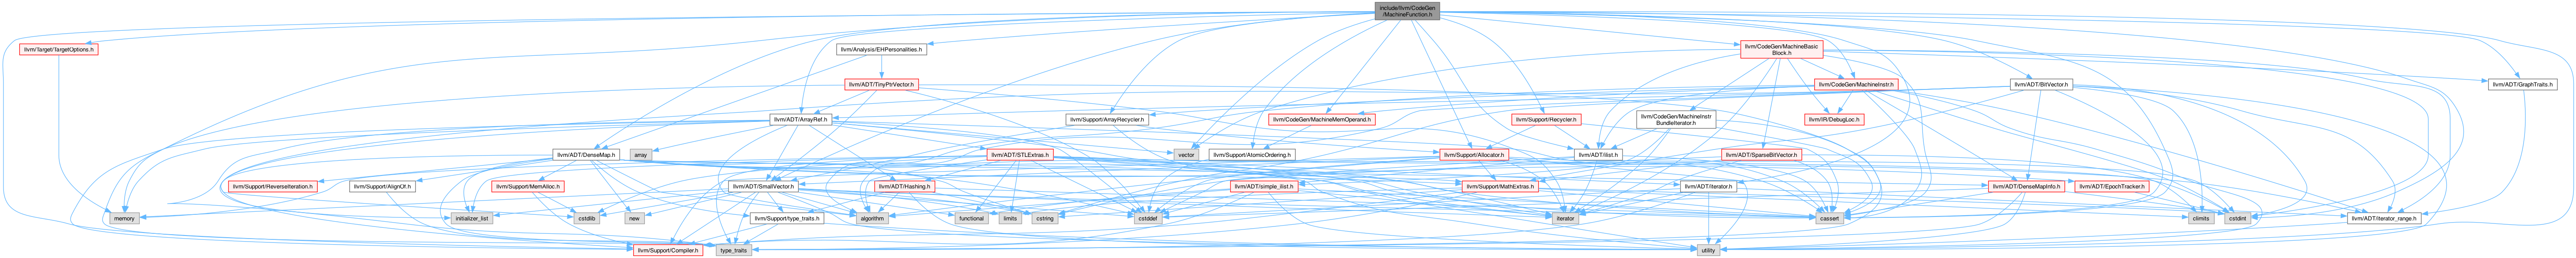 include/llvm/CodeGen
/MachineFunction.h
llvm/Target/TargetOptions.h
llvm/Analysis/EHPersonalities.h
llvm/CodeGen/MachineBasic
Block.h
llvm/ADT/TinyPtrVector.h
llvm/CodeGen/MachineInstr.h
llvm/ADT/BitVector.h
llvm/ADT/GraphTraits.h
llvm/ADT/ArrayRef.h
llvm/Support/ArrayRecycler.h
llvm/CodeGen/MachineMemOperand.h
llvm/Support/Recycler.h
llvm/CodeGen/MachineInstr
BundleIterator.h
llvm/IR/DebugLoc.h
llvm/ADT/DenseMap.h
array
llvm/ADT/STLExtras.h
vector
llvm/Support/AtomicOrdering.h
llvm/Support/Allocator.h
llvm/ADT/ilist.h
llvm/ADT/SparseBitVector.h
llvm/Support/ReverseIteration.h
llvm/Support/AlignOf.h
llvm/Support/MemAlloc.h
llvm/ADT/SmallVector.h
llvm/ADT/Hashing.h
llvm/ADT/simple_ilist.h
llvm/Support/MathExtras.h
llvm/ADT/iterator.h
llvm/ADT/DenseMapInfo.h
llvm/ADT/EpochTracker.h
memory
initializer_list
cstdlib
new
llvm/Support/type_traits.h
algorithm
functional
limits
cstring
cstddef
iterator
cassert
climits
cstdint
llvm/ADT/iterator_range.h
llvm/Support/Compiler.h
type_traits
utility